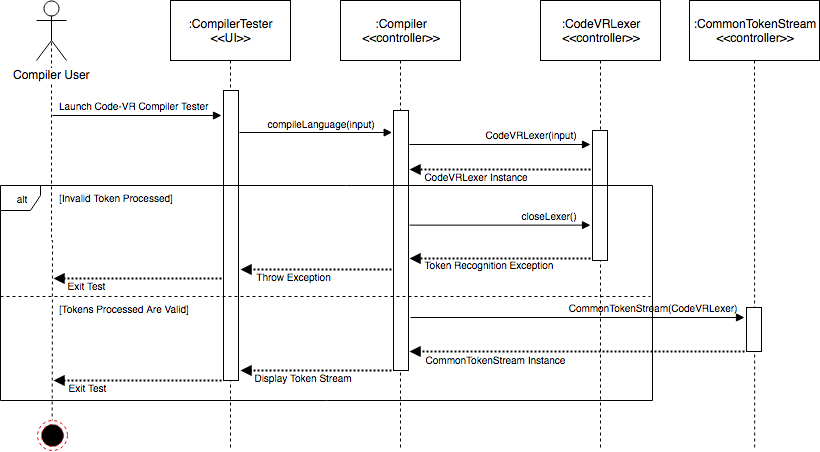 :CompilerTester
<<UI>>
:Compiler
<<controller>>
:CodeVRLexer
<<controller>>
:CommonTokenStream
<<controller>>
Compiler User
Launch Code-VR Compiler Tester
compileLanguage(input)
CodeVRLexer(input)
CodeVRLexer Instance
alt
[Invalid Token Processed]
closeLexer()
Token Recognition Exception
Throw Exception
Exit Test
[Tokens Processed Are Valid]
CommonTokenStream(CodeVRLexer)
CommonTokenStream Instance
Display Token Stream
Exit Test